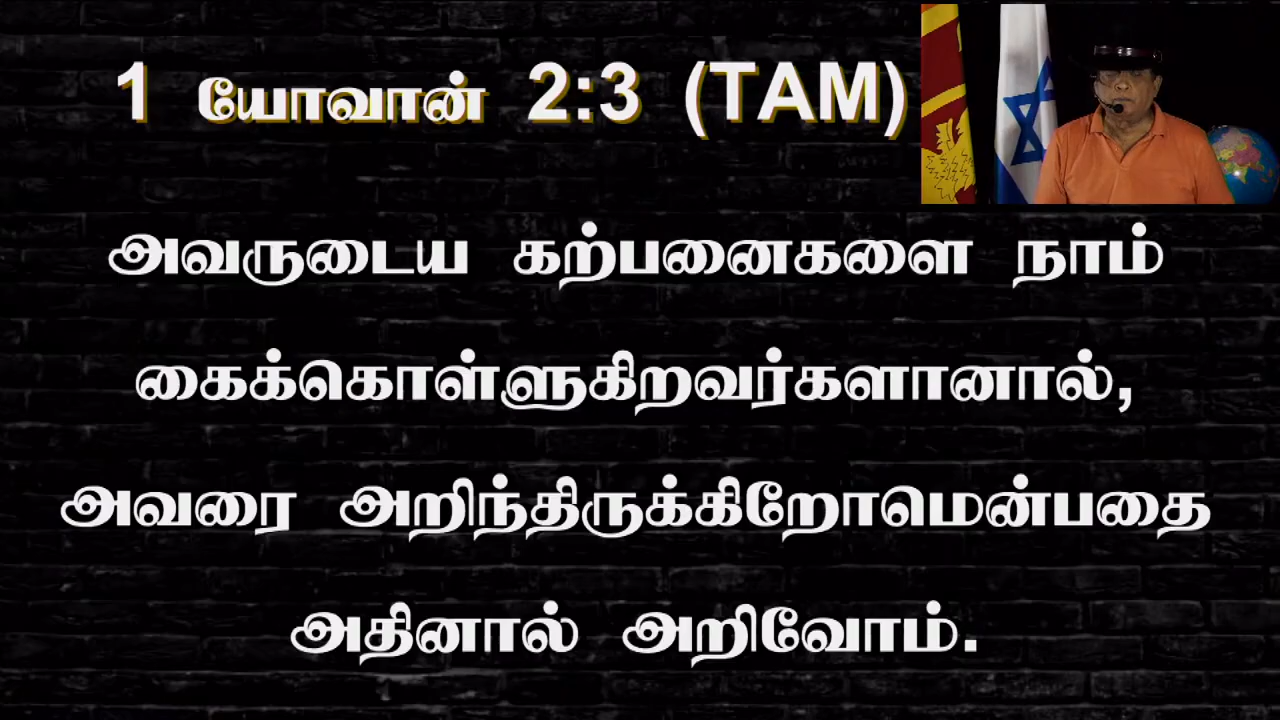 1 யோவான் 2:3 (TAM)
அவருடைய கற்பனைகளை நாம்
கைக்கொள்ளுகிறவர்களானால்,
அவரை அறிந்திருக்கிறோமென்பதை
அதினால் அறிவோம்.